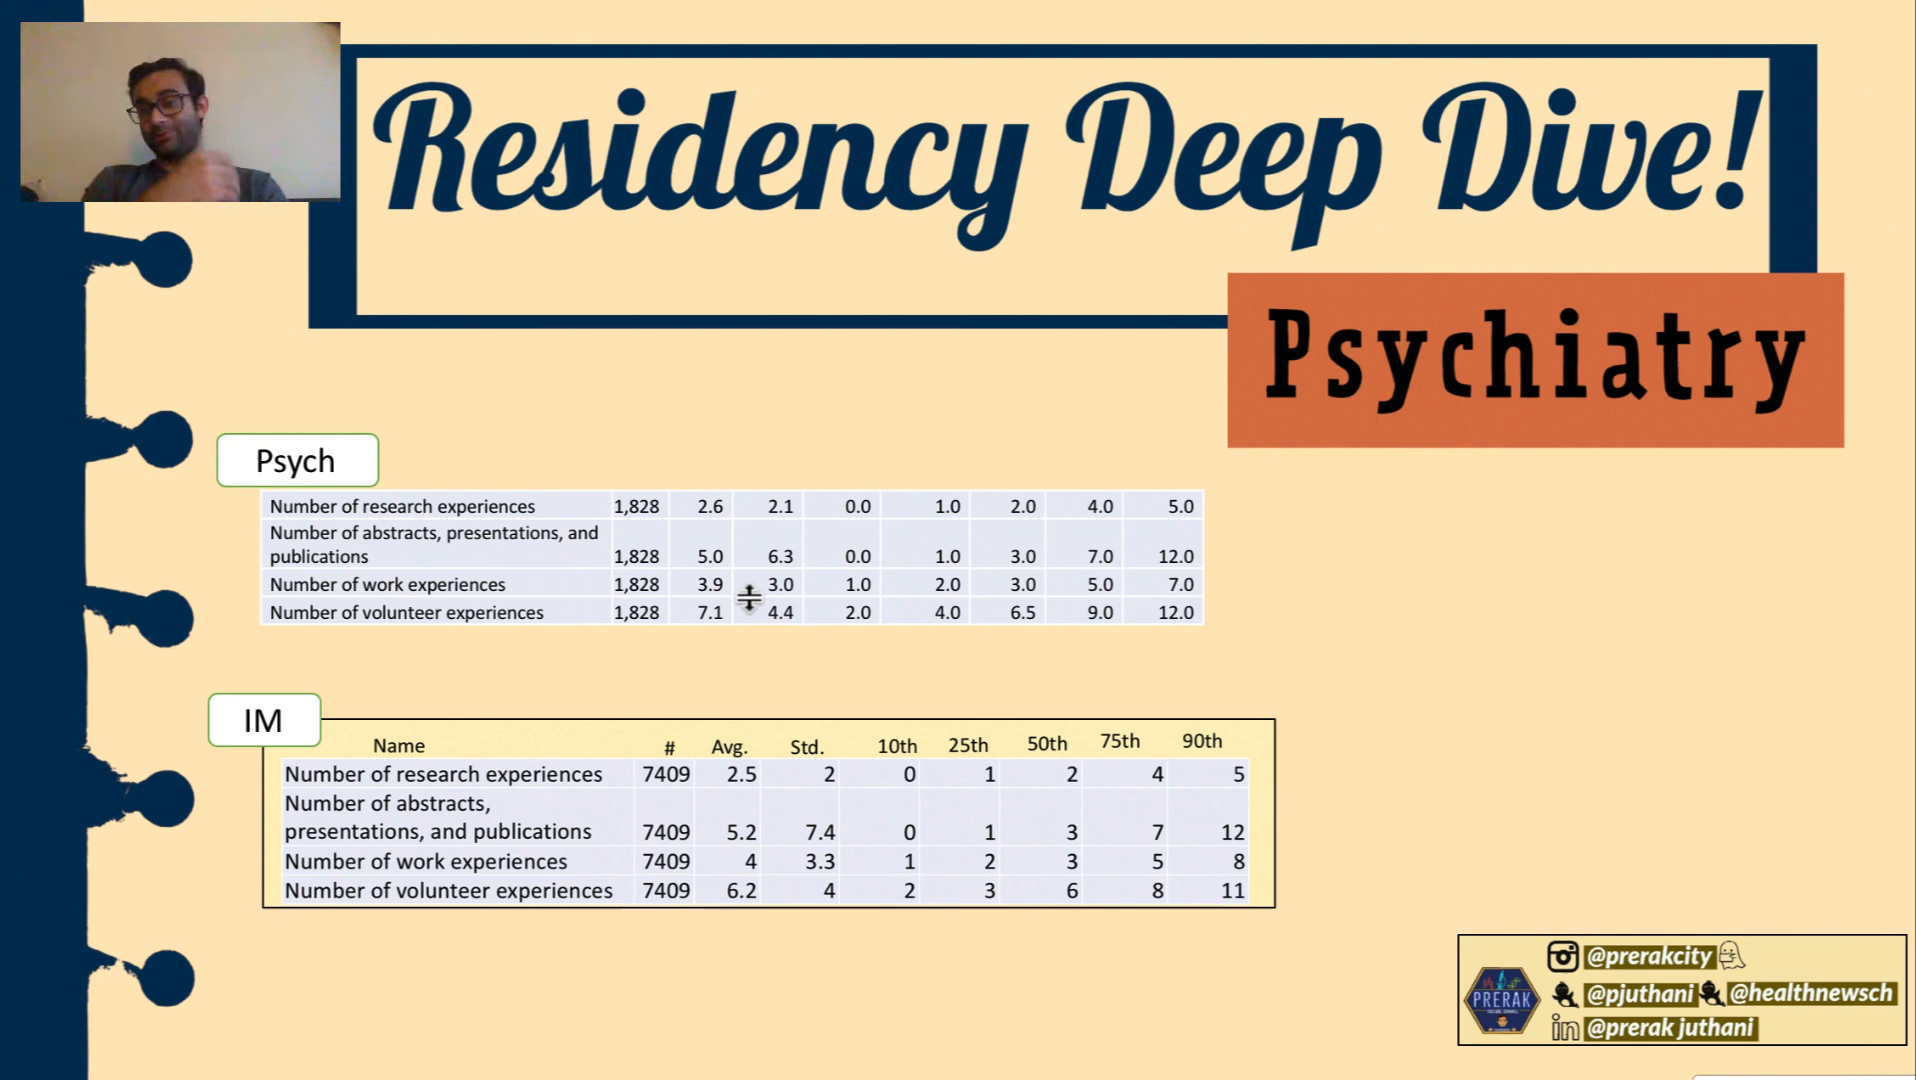 Residency Deep Dive!
Psychiatry
Psych
Number of research experiences 1,828 2.6 2.1 0.0 1.0 2.0 4.0 5.0
Number of abstracts, presentations, and
publications 1,828 5.0 6.3 0.0 1.0 3.0 7.0 12.0
Number of work experiences 1,828 3.9 3.0 1.0 2.0 3.0 5.0 7.0
Number of volunteer experiences 1,828 7.1 4.4 2.0 4.0 6.5 9.0 12.0
IM
Name # Avg. Std. 10th 25th 50th 75th 90th
Number of research experiences 7409 2.5 2 0 1 2 4 5
Number of abstracts,
presentations, and publications 7409 5.2 7.4 0 1 3 7 12
Number of work experiences 7409 4 3.3 1 2 3 5 8
Number of volunteer experiences 7409 6.2 4 2 3 6 8 11
@prerakcity
@pjuthani @healthnewsch
in @prerak juthani
PRERAK